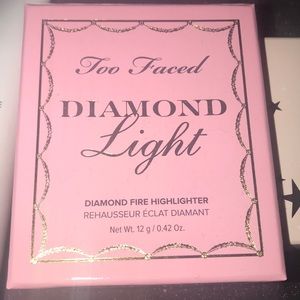 Too Faced
DIAMOND
Light
DIAMOND FIRE HIGHLIGHTER
REHAUSSEUR ÉCLAT DIAMANT
Net Wt. 12 g / 0.42 Oz.